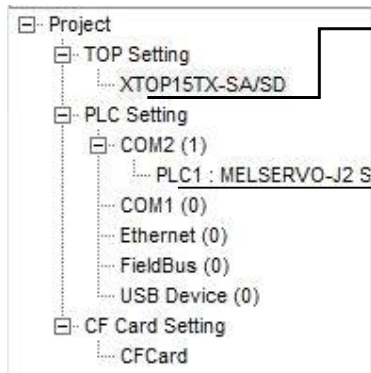 Project
TOP Setting
XTOP15TX-SA/SD
PLC Setting
COM2 (1)
PLC1 : MELSERVO-J2 S
COM1 (0)
Ethernet (0)
FieldBus (0)
USB Device (0)
CF Card Setting
CFCard